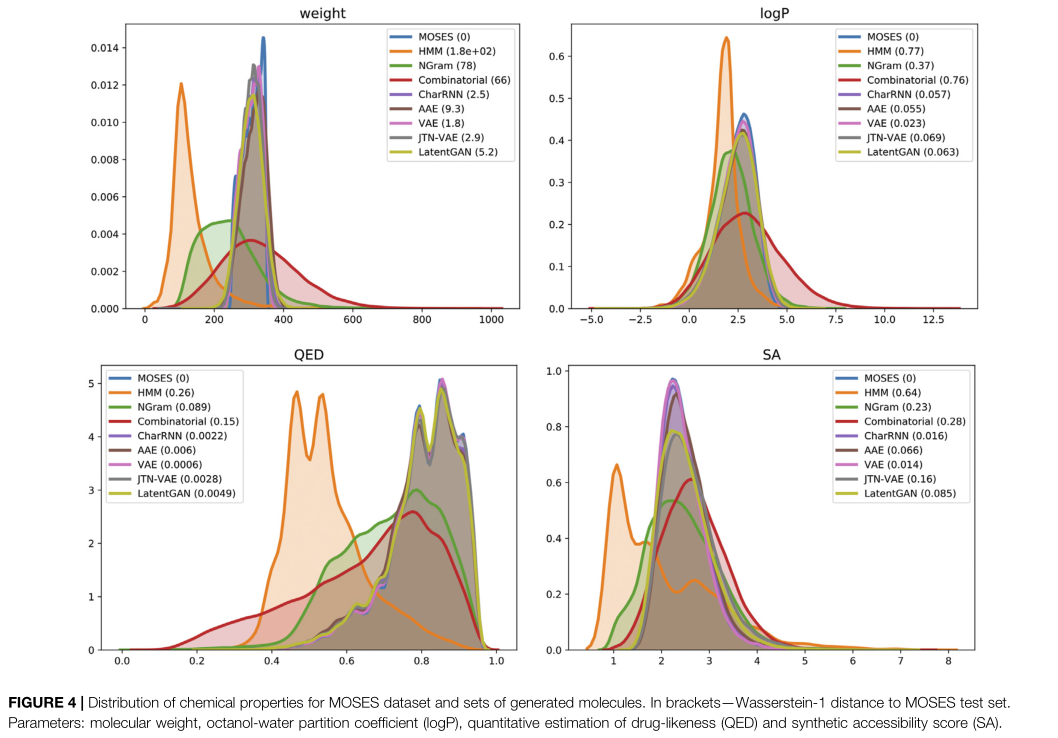 weight
0.014
0.012
0.010
0.008
0.006
0.004
0.002
0.000
0
200
400
600
800
1000
MOSES (0)
HMM (1.8e+02)
NGram (78)
Combinatorial (66)
CharRNN (2.5)
AAE (9.3)
VAE (1.8)
JTN-VAE (2.9)
LatentGAN (5.2)
logP
0.6
0.5
0.4
0.3
0.2
0.1
0.0
−5.0
−2.5
0.0
2.5
5.0
7.5
10.0
12.5
MOSES (0)
HMM (0.77)
NGram (0.37)
Combinatorial (0.76)
CharRNN (0.057)
AAE (0.055)
VAE (0.023)
JTN-VAE (0.069)
LatentGAN (0.063)
QED
5
4
3
2
1
0
0.0
0.2
0.4
0.6
0.8
1.0
MOSES (0)
HMM (0.26)
NGram (0.089)
Combinatorial (0.15)
CharRNN (0.0022)
AAE (0.006)
VAE (0.0006)
JTN-VAE (0.0028)
LatentGAN (0.0049)
SA
1.0
0.8
0.6
0.4
0.2
0.0
1
2
3
4
5
6
7
8
MOSES (0)
HMM (0.64)
NGram (0.23)
Combinatorial (0.28)
CharRNN (0.016)
AAE (0.066)
VAE (0.014)
JTN-VAE (0.16)
LatentGAN (0.085)
FIGURE 4 | Distribution of chemical properties for MOSES dataset and sets of generated molecules. In brackets—Wasserstein-1 distance to MOSES test set.
Parameters: molecular weight, octanol-water partition coefficient (logP), quantitative estimation of drug-likeness (QED) and synthetic accessibility score (SA).